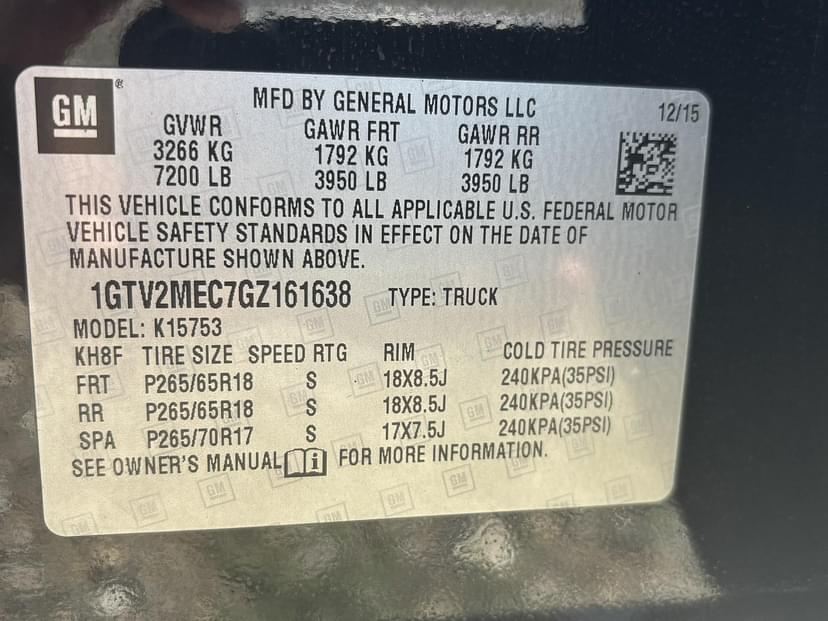 GM ®
MFD BY GENERAL MOTORS LLC 12/15
GVWR GAWR FRT GAWR RR
3266 KG 1792 KG 1792 KG
7200 LB 3950 LB 3950 LB
THIS VEHICLE CONFORMS TO ALL APPLICABLE U.S. FEDERAL MOTOR
VEHICLE SAFETY STANDARDS IN EFFECT ON THE DATE OF
MANUFACTURE SHOWN ABOVE.
1GTV2MEC7GZ161638 TYPE: TRUCK
MODEL: K15753
KH8F TIRE SIZE SPEED RTG RIM COLD TIRE PRESSURE
FRT P265/65R18 S 18X8.5J 240KPA(35PSI)
RR P265/65R18 S 18X8.5J 240KPA(35PSI)
SPA P265/70R17 S 17X7.5J 240KPA(35PSI)
SEE OWNER'S MANUAL i FOR MORE INFORMATION.